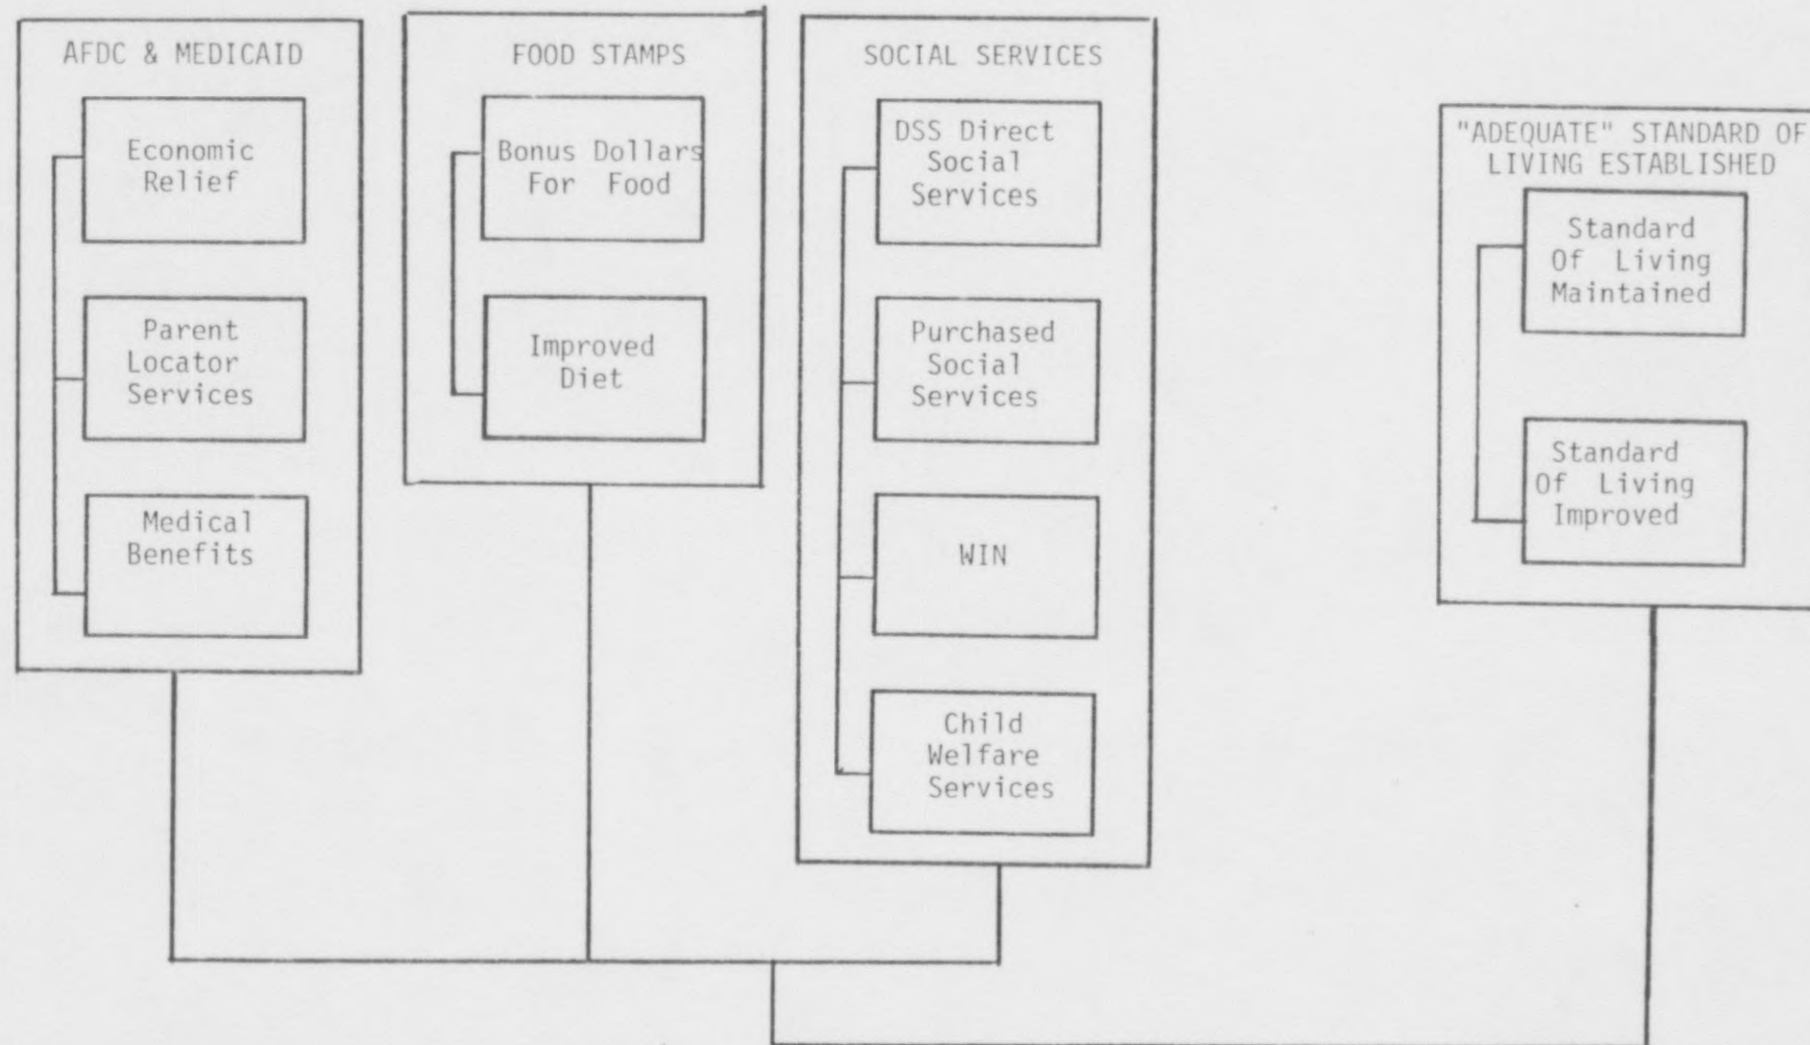 AFDC & MEDICAID
Economic
Relief
Parent
Locator
Services
Medical
Benefits
FOOD STAMPS
Bonus Dollars
For Food
Improved
Diet
SOCIAL SERVICES
DSS Direct
Social
Services
Purchased
Social
Services
WIN
Child
Welfare
Services
"ADEQUATE" STANDARD OF
LIVING ESTABLISHED
Standard
Of Living
Maintained
Standard
Of Living
Improved